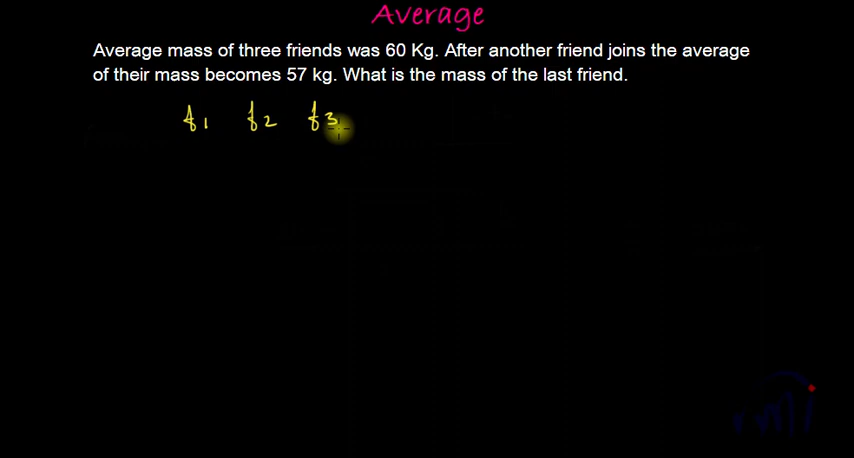 Average
Average mass of three friends was 60 Kg. After another friend joins the average
of their mass becomes 57 kg. What is the mass of the last friend.
f1 f2 f3